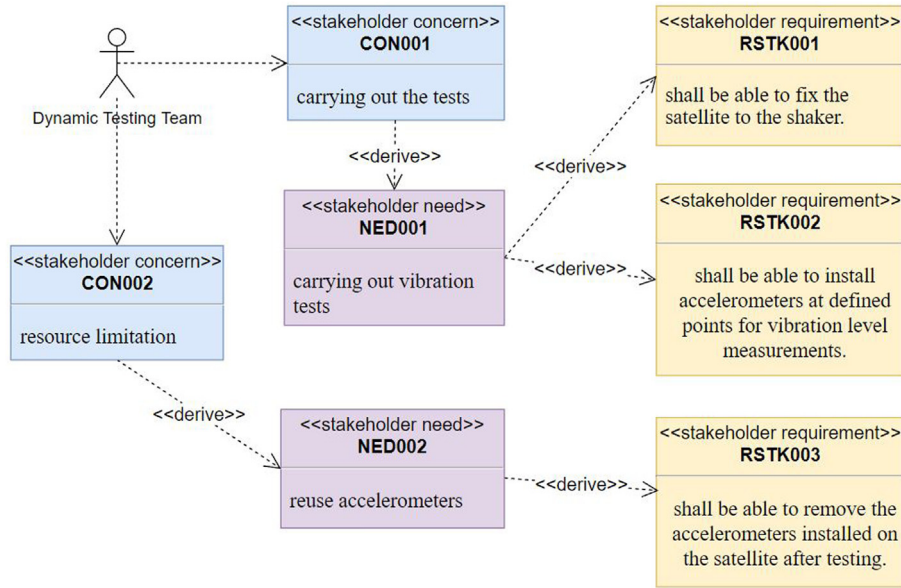 Dynamic Testing Team
<<stakeholder concern>>
CON001
carrying out the tests
<<derive>>
<<stakeholder need>>
NED001
carrying out vibration
tests
<<derive>>
<<stakeholder requirement>>
RSTK001
shall be able to fix the
satellite to the shaker.
<<derive>>
<<stakeholder requirement>>
RSTK002
shall be able to install
accelerometers at defined
points for vibration level
measurements.
<<stakeholder concern>>
CON002
resource limitation
<<derive>>
<<stakeholder need>>
NED002
reuse accelerometers
<<derive>>
<<stakeholder requirement>>
RSTK003
shall be able to remove the
accelerometers installed on
the satellite after testing.